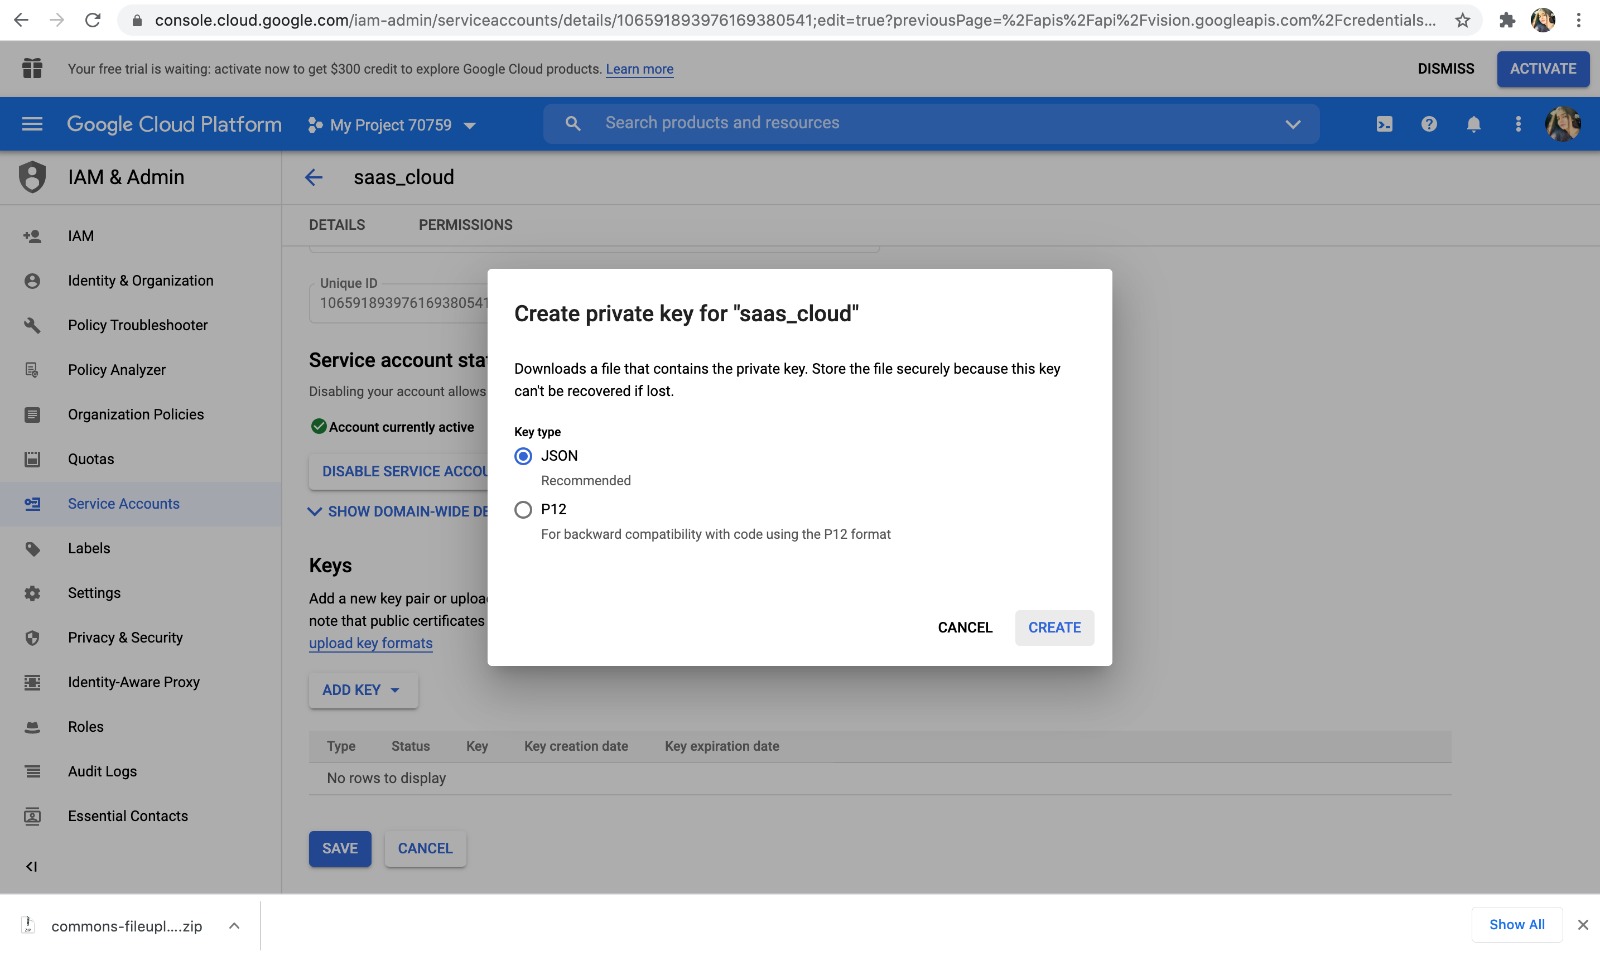 console.cloud.google.com/iam-admin/serviceaccounts/details/106591893976169380541;edit=true?previousPage=%2Fapis%2Fapi%2Fvision.googleapis.com%2Fcredentials...
Your free trial is waiting: activate now to get $300 credit to explore Google Cloud products. Learn more
DISMISS
ACTIVATE
Google Cloud Platform
My Project 70759
Search products and resources
IAM & Admin
saas_cloud
DETAILS
PERMISSIONS
IAM
Identity & Organization
Policy Troubleshooter
Policy Analyzer
Organization Policies
Quotas
Service Accounts
Labels
Settings
Privacy & Security
Identity-Aware Proxy
Roles
Audit Logs
Essential Contacts
Unique ID
106591893976169380541
Service account sta
Disabling your account allows
Account currently active
DISABLE SERVICE ACCOU
SHOW DOMAIN-WIDE DE
Keys
Add a new key pair or uploa
note that public certificates
upload key formats
ADD KEY
Type Status Key Key creation date Key expiration date
No rows to display
SAVE
CANCEL
Create private key for "saas_cloud"
Downloads a file that contains the private key. Store the file securely because this key
can't be recovered if lost.
Key type
JSON
Recommended
P12
For backward compatibility with code using the P12 format
CANCEL
CREATE
commons-fileupl....zip
Show All